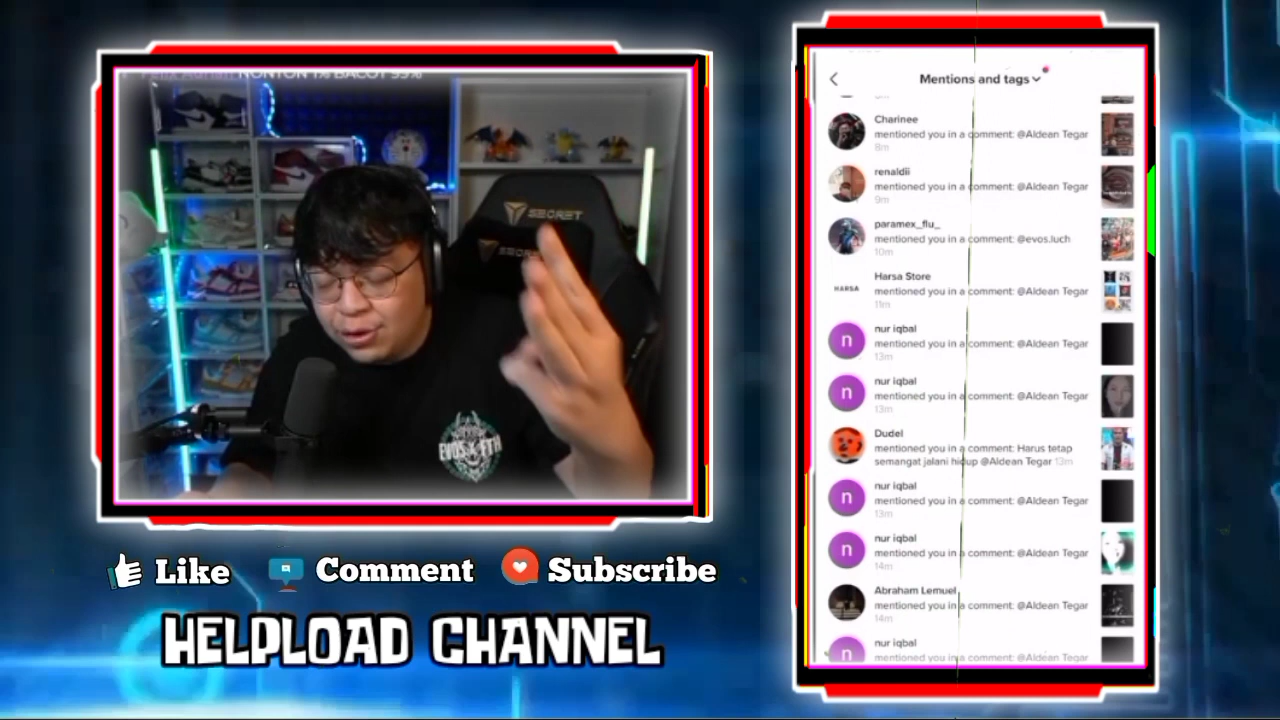 NONTON 1% BACOT 99%
SECRET
Like
Comment
Subscribe
HELPLOAD CHANNEL
Mentions and tags
Charinee
mentioned you in a comment: @Aldean Tegar
8m
renaldii
mentioned you in a comment: @Aldean Tegar
9m
paramex_flu_
mentioned you in a comment: @evos.luch
10m
Harsa Store
HARSA
mentioned you in a comment: @Aldean Tegar
11m
nur iqbal
n
mentioned you in a comment: @Aldean Tegar
13m
nur iqbal
n
mentioned you in a comment: @Aldean Tegar
13m
Dudel
mentioned you in a comment: Harus tetap
semangat jalani hidup @Aldean Tegar 13m
nur iqbal
n
mentioned you in a comment: @Aldean Tegar
13m
nur iqbal
n
mentioned you in a comment: @Aldean Tegar
14m
Abraham Lemuel
mentioned you in a comment: @Aldean Tegar
14m
nur iqbal
n
mentioned you in a comment: @Aldean Tegar